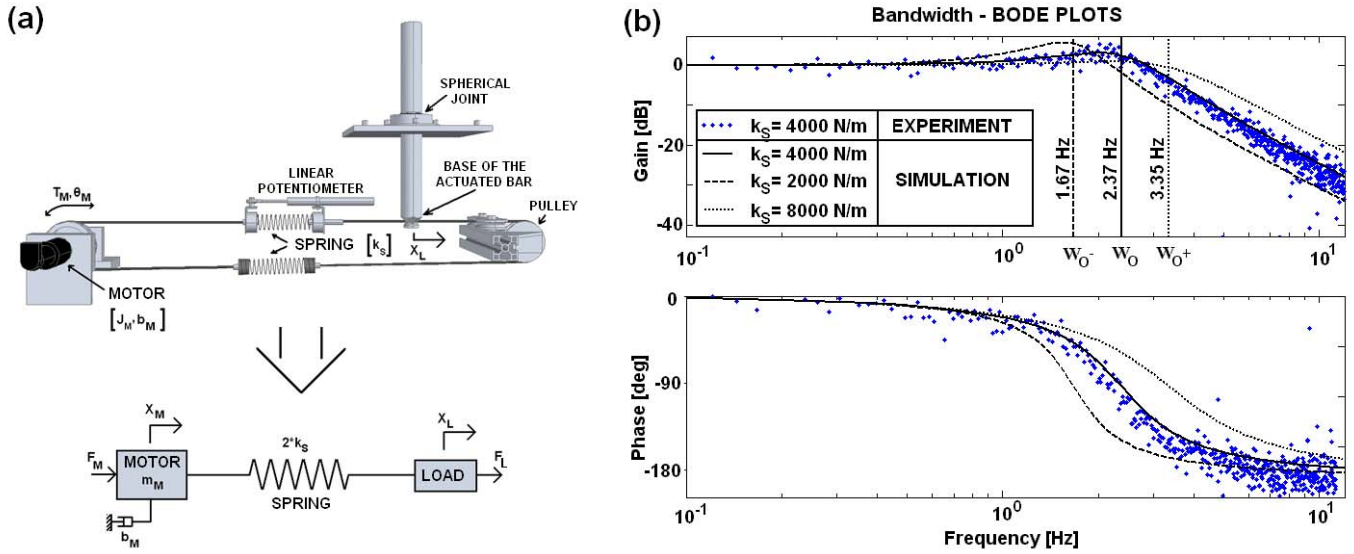 (a)
SPHERICAL
JOINT
LINEAR
POTENTIOMETER
BASE OF THE
ACTUATED BAR
T_M, θ_M
PULLEY
SPRING [k_S]
X_L
MOTOR
[J_M, b_M]
X_M
X_L
2*k_S
F_M
MOTOR
m_M
LOAD
F_L
SPRING
b_M
(b)
Bandwidth - BODE PLOTS
Gain [dB]
0
-20
-40
k_S= 4000 N/m EXPERIMENT
k_S= 4000 N/m
k_S= 2000 N/m SIMULATION
k_S= 8000 N/m
1.67 Hz
2.37 Hz
3.35 Hz
10^-1
10^0
10^1
W_O-
W_O
W_O+
Phase [deg]
0
-90
-180
10^-1
10^0
10^1
Frequency [Hz]